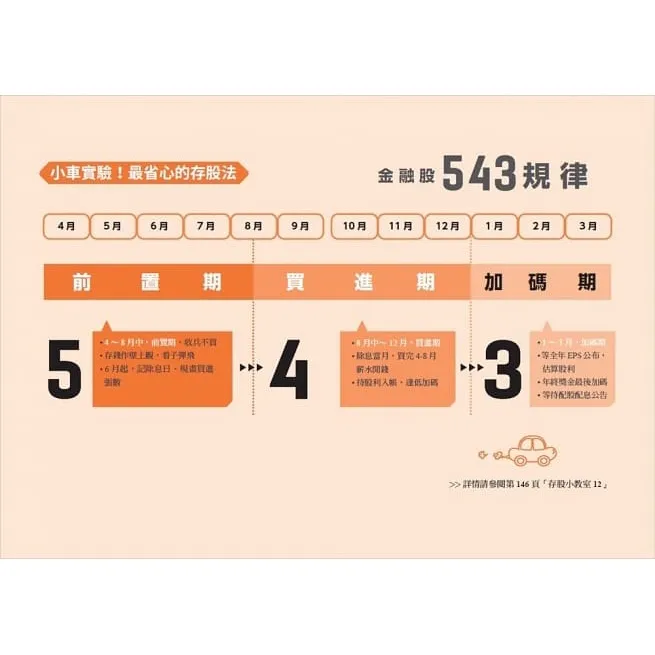 小車實驗！最省心的存股法
金融股543規律
4月 5月 6月 7月 8月 9月 10月 11月 12月 1月 2月 3月
前置期 買進期 加碼期
5
• 4～8月中，前置期、收兵不買
• 存錢作壁上觀、看子彈飛
• 6月起，記除息日、規畫買進
張數
4
• 8月中～12月、買進期
• 除息當月，買完4-8月
薪水閒錢
• 待股利入帳、逢低加碼
3
• 1～3月，加碼期
• 等全年EPS公布，
估算股利
• 年終獎金最後加碼
• 等待配股配息公告
>> 詳情請參閱第146頁「存股小教室12」